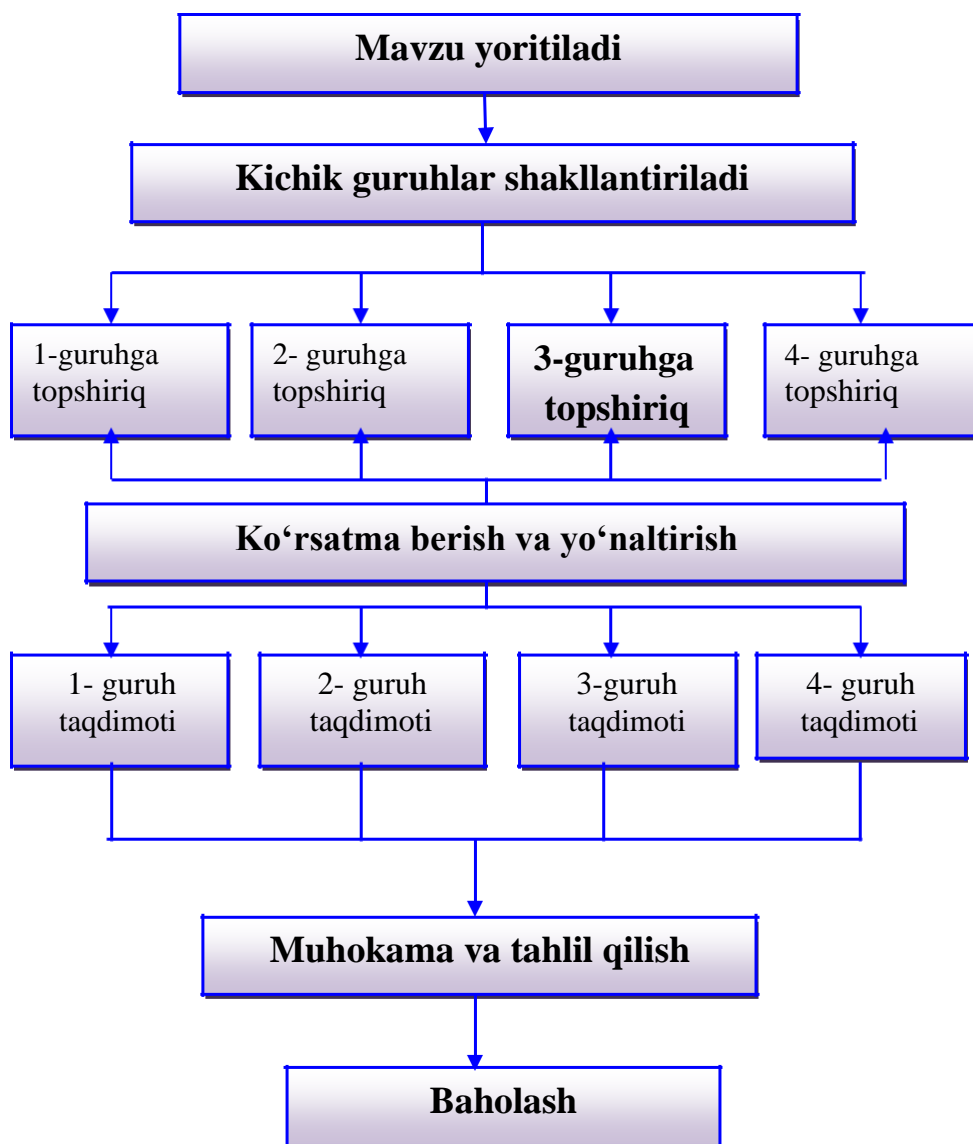 Mavzu yoritiladi
Kichik guruhlar shakllantiriladi
1-guruhga
topshiriq
2- guruhga
topshiriq
3-guruhga
topshiriq
4- guruhga
topshiriq
Ko‘rsatma berish va yo‘naltirish
1- guruh
taqdimoti
2- guruh
taqdimoti
3-guruh
taqdimoti
4- guruh
taqdimoti
Muhokama va tahlil qilish
Baholash